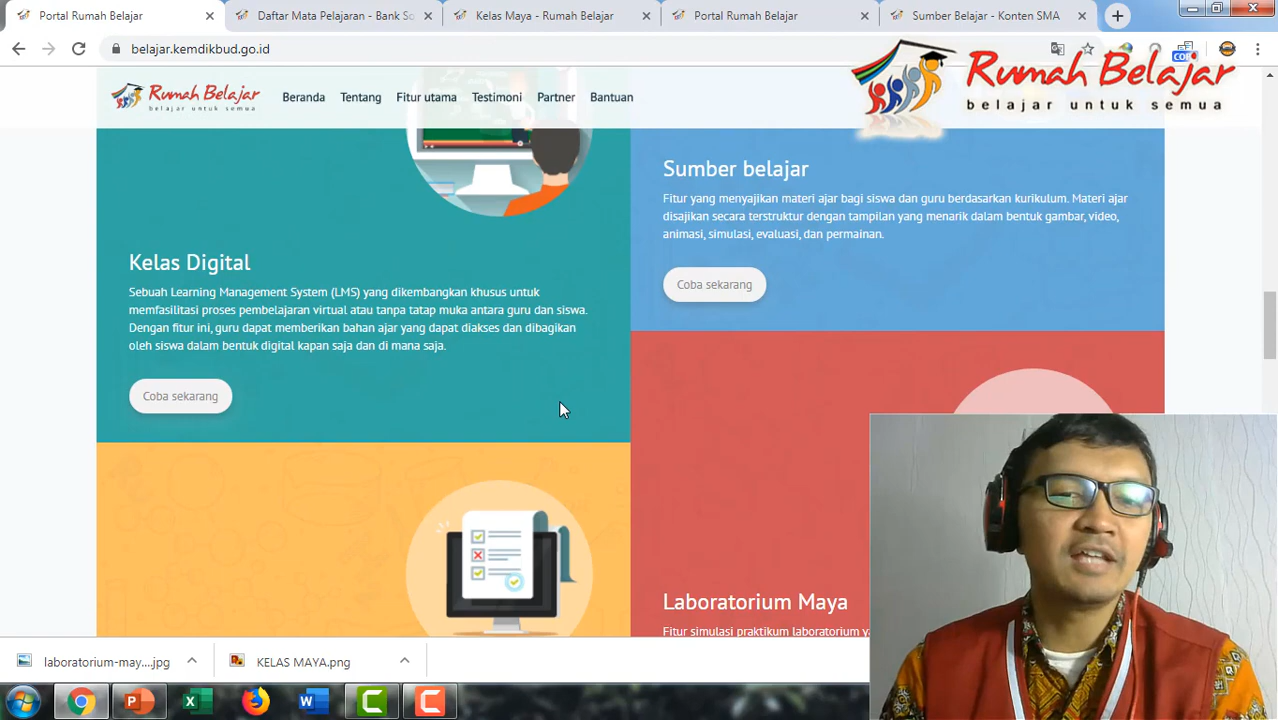 Portal Rumah Belajar
Daftar Mata Pelajaran - Bank So
Kelas Maya - Rumah Belajar
Portal Rumah Belajar
Sumber Belajar - Konten SMA
belajar.kemdikbud.go.id
Rumah Belajar
belajar untuk semua
Beranda
Tentang
Fitur utama
Testimoni
Partner
Bantuan
Rumah Belajar
belajar untuk semua
Sumber belajar
Fitur yang menyajikan materi ajar bagi siswa dan guru berdasarkan kurikulum. Materi ajar
disajikan secara terstruktur dengan tampilan yang menarik dalam bentuk gambar, video,
animasi, simulasi, evaluasi, dan permainan.
Coba sekarang
Kelas Digital
Sebuah Learning Management System (LMS) yang dikembangkan khusus untuk
memfasilitasi proses pembelajaran virtual atau tanpa tatap muka antara guru dan siswa.
Dengan fitur ini, guru dapat memberikan bahan ajar yang dapat diakses dan dibagikan
oleh siswa dalam bentuk digital kapan saja dan di mana saja.
Coba sekarang
Laboratorium Maya
Fitur simulasi praktikum laboratorium
laboratorium-may....jpg
KELAS MAYA.png